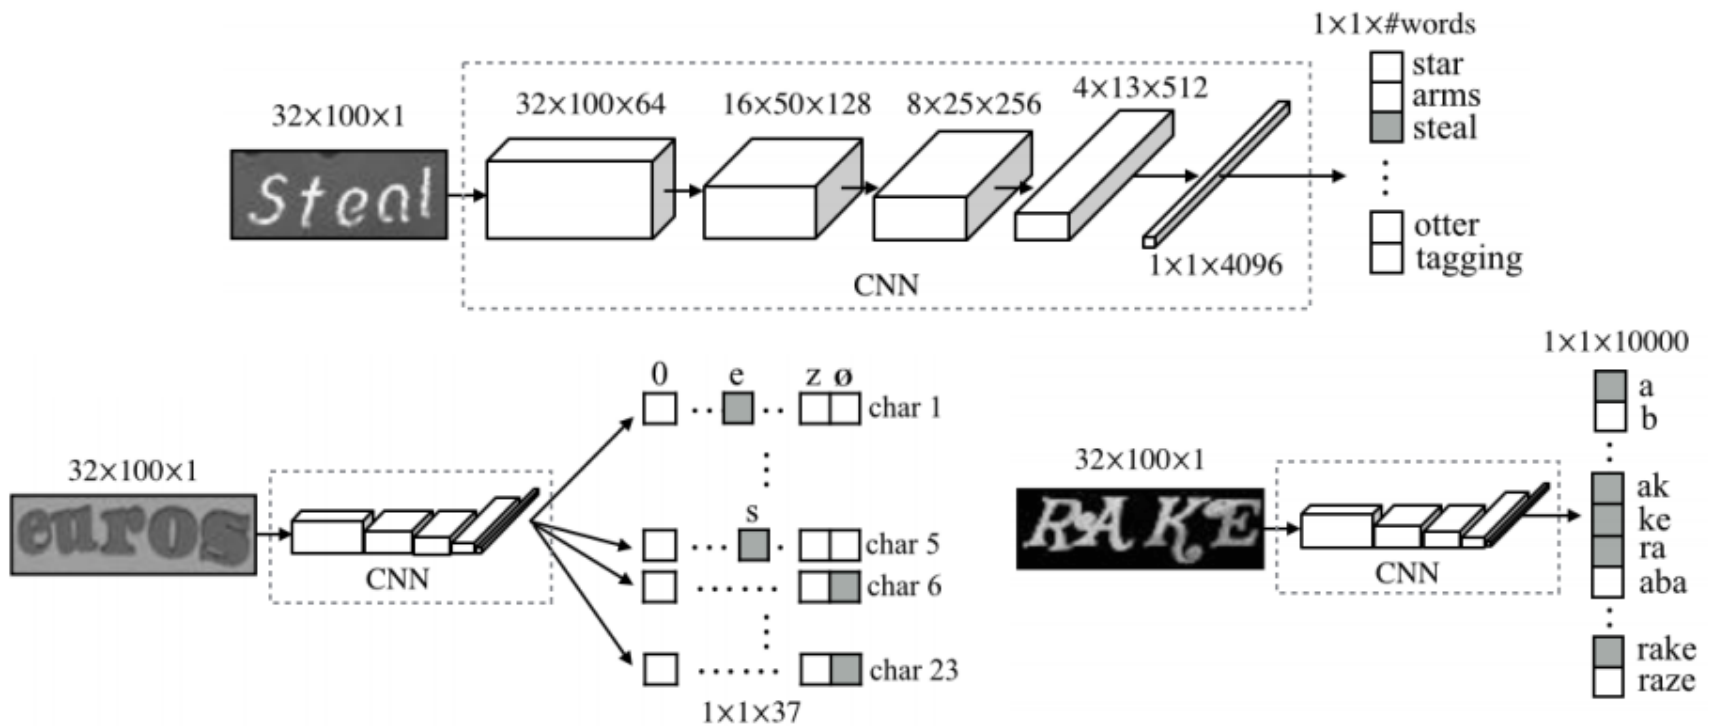 1×1×#words
star
arms
steal
otter
tagging
32×100×1
32×100×64
16×50×128
8×25×256
4×13×512
1×1×4096
Steal
CNN
32×100×1
euros
CNN
0 e z ø
char 1
s
char 5
char 6
char 23
1×1×37
32×100×1
RAKE
CNN
1×1×10000
a
b
ak
ke
ra
aba
rake
raze